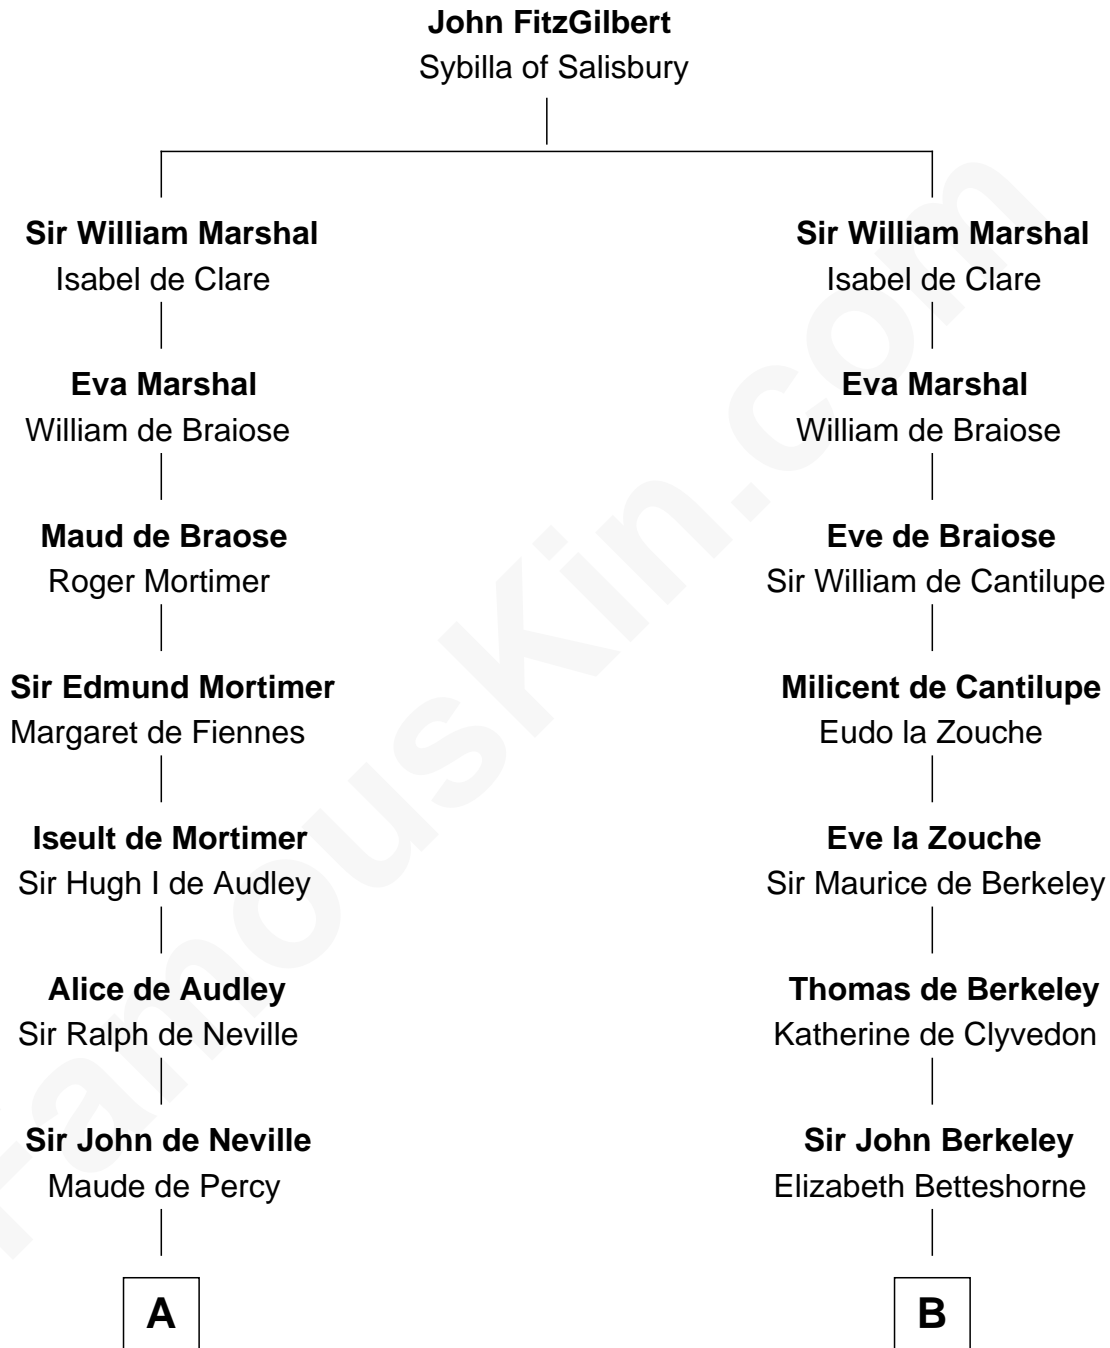 John FitzGilbert
Sybilla of Salisbury
Sir William Marshal
Isabel de Clare
Sir William Marshal
Isabel de Clare
Eva Marshal
William de Braiose
Eva Marshal
William de Braiose
Maud de Braose
Roger Mortimer
Eve de Braiose
Sir William de Cantilupe
Sir Edmund Mortimer
Margaret de Fiennes
Milicent de Cantilupe
Eudo la Zouche
Iseult de Mortimer
Sir Hugh I de Audley
Eve la Zouche
Sir Maurice de Berkeley
Alice de Audley
Sir Ralph de Neville
Thomas de Berkeley
Katherine de Clyvedon
Sir John de Neville
Maude de Percy
Sir John Berkeley
Elizabeth Betteshorne
A
B
FamousKin.com